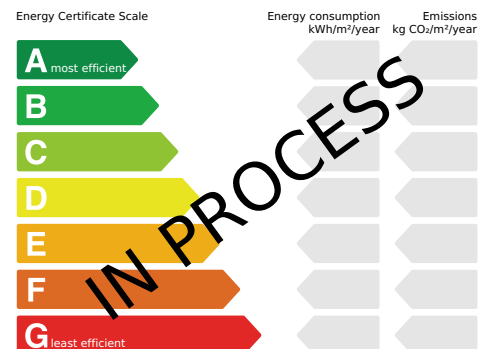 Energy Certificate Scale
Energy consumption
kWh/m²/year
Emissions
kg CO₂/m²/year
A most efficient
B
C
D
E
F
G least efficient
IN PROCESS